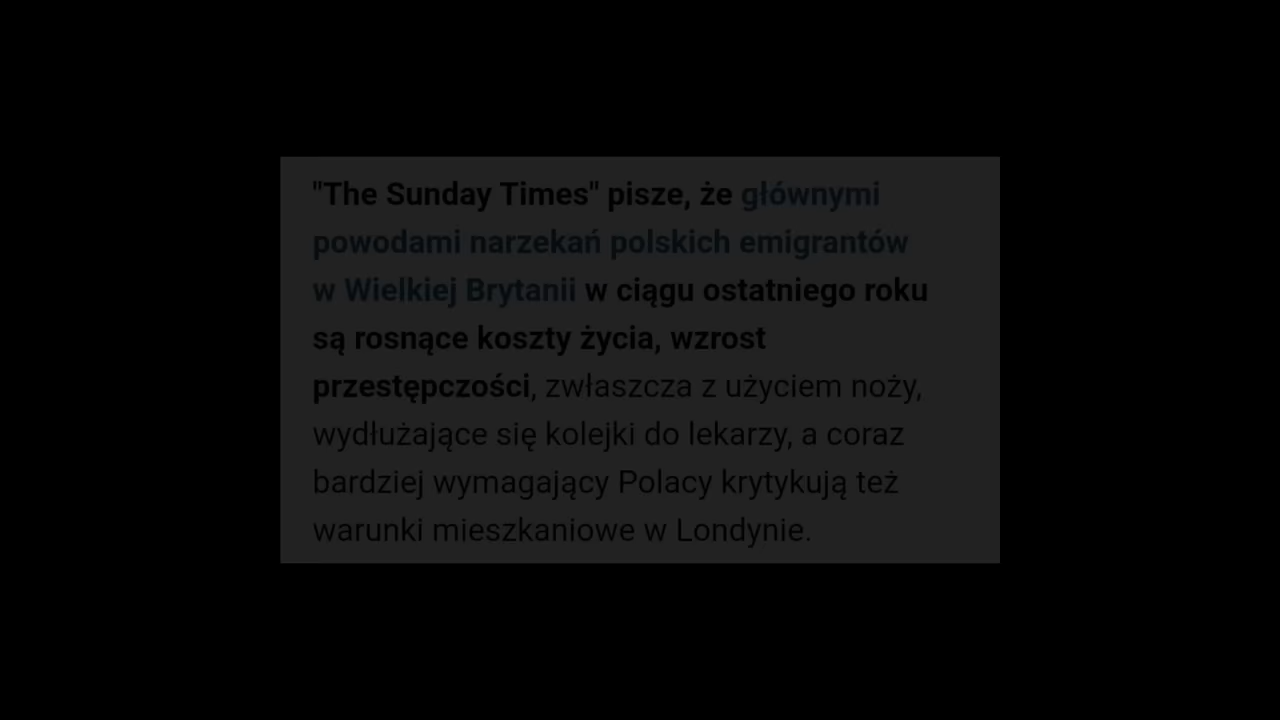 "The Sunday Times" pisze, że głównymi
powodami narzekań polskich emigrantów
w Wielkiej Brytanii w ciągu ostatniego roku
są rosnące koszty życia, wzrost
przestępczości, zwłaszcza z użyciem noży,
wydłużające się kolejki do lekarzy, a coraz
bardziej wymagający Polacy krytykują też
warunki mieszkaniowe w Londynie.